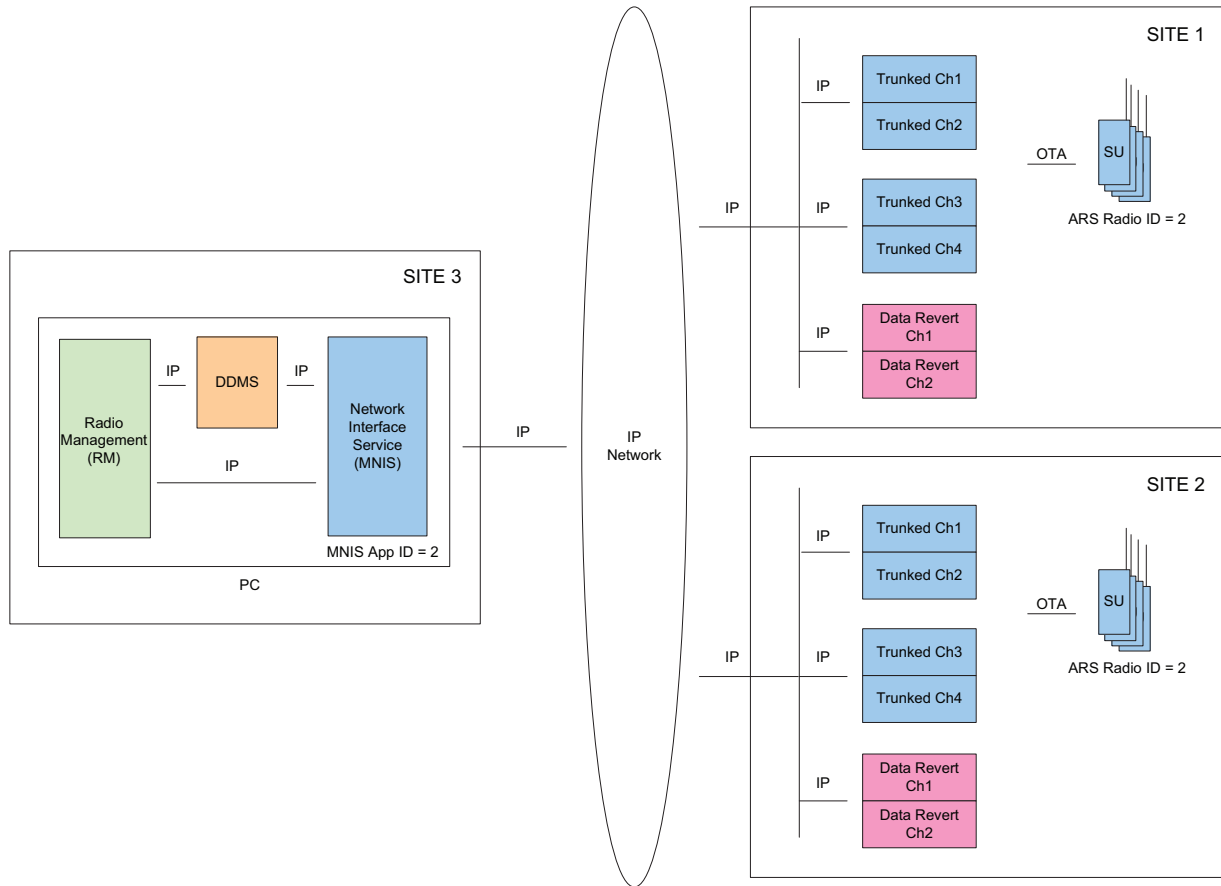 SITE 3
Radio
Management
(RM)
IP
DDMS
IP
Network
Interface
Service
(MNIS)
IP
MNIS App ID = 2
PC
IP
IP
Network
SITE 1
IP
IP
Trunked Ch1
Trunked Ch2
IP
Trunked Ch3
Trunked Ch4
IP
Data Revert
Ch1
Data Revert
Ch2
OTA
SU
ARS Radio ID = 2
SITE 2
IP
IP
Trunked Ch1
Trunked Ch2
IP
Trunked Ch3
Trunked Ch4
IP
Data Revert
Ch1
Data Revert
Ch2
OTA
SU
ARS Radio ID = 2